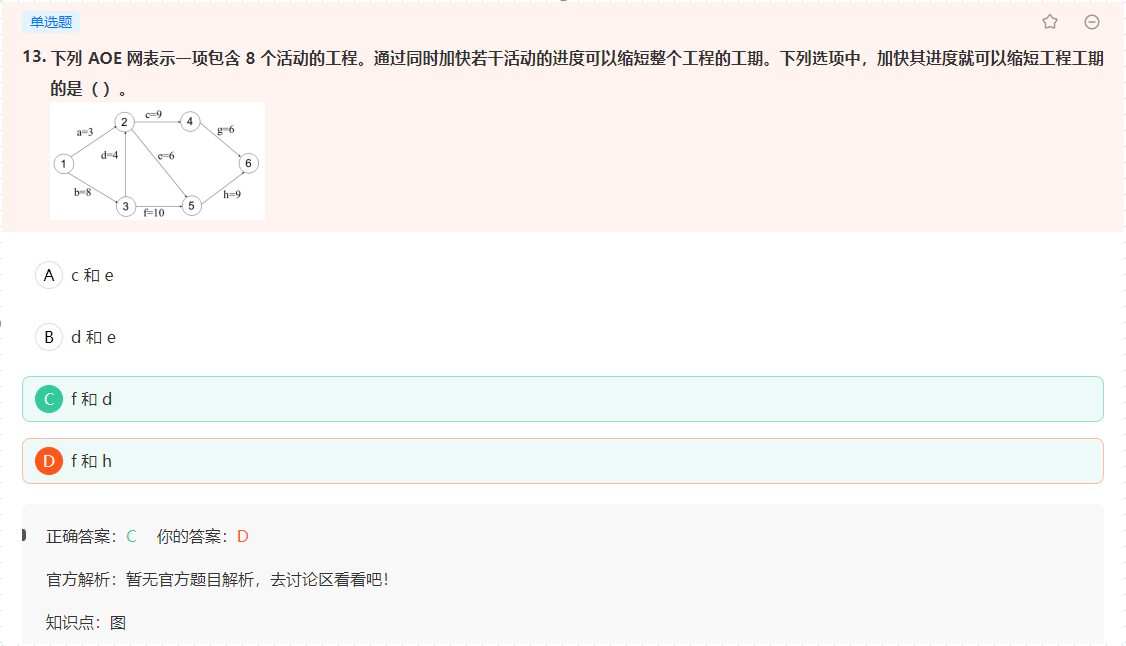 单选题
13. 下列 AOE 网表示一项包含 8 个活动的工程。通过同时加快若干活动的进度可以缩短整个工程的工期。下列选项中，加快其进度就可以缩短工程工期
的是（ ）。
c=9
2
4
a=3
g=6
d=4
e=6
1
6
b=8
h=9
3
5
f=10
A c 和 e
B d 和 e
C f 和 d
D f 和 h
正确答案：C 你的答案：D
官方解析：暂无官方题目解析，去讨论区看看吧！
知识点：图